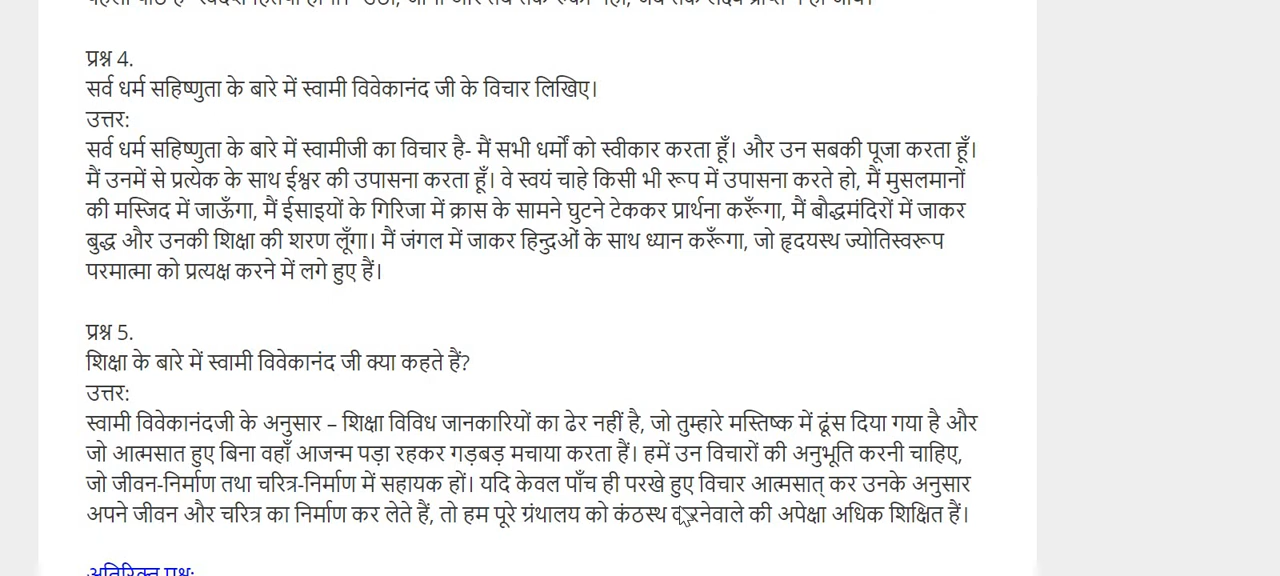 प्रश्न 4.
सर्व धर्म सहिष्णुता के बारे में स्वामी विवेकानंद जी के विचार लिखिए।
उत्तर:
सर्व धर्म सहिष्णुता के बारे में स्वामीजी का विचार है- मैं सभी धर्मों को स्वीकार करता हूँ। और उन सबकी पूजा करता हूँ।
मैं उनमें से प्रत्येक के साथ ईश्वर की उपासना करता हूँ। वे स्वयं चाहे किसी भी रूप में उपासना करते हो, मैं मुसलमानों
की मस्जिद में जाऊँगा, मैं ईसाइयों के गिरिजा में क्रास के सामने घुटने टेककर प्रार्थना करूँगा, मैं बौद्धमंदिरों में जाकर
बुद्ध और उनकी शिक्षा की शरण लूँगा। मैं जंगल में जाकर हिन्दुओं के साथ ध्यान करूँगा, जो हृदयस्थ ज्योतिस्वरूप
परमात्मा को प्रत्यक्ष करने में लगे हुए हैं।
प्रश्न 5.
शिक्षा के बारे में स्वामी विवेकानंद जी क्या कहते हैं?
उत्तर:
स्वामी विवेकानंदजी के अनुसार – शिक्षा विविध जानकारियों का ढेर नहीं है, जो तुम्हारे मस्तिष्क में ढूंस दिया गया है और
जो आत्मसात हुए बिना वहाँ आजन्म पड़ा रहकर गड़बड़ मचाया करता हैं। हमें उन विचारों की अनुभूति करनी चाहिए,
जो जीवन-निर्माण तथा चरित्र-निर्माण में सहायक हों। यदि केवल पाँच ही परखे हुए विचार आत्मसात् कर उनके अनुसार
अपने जीवन और चरित्र का निर्माण कर लेते हैं, तो हम पूरे ग्रंथालय को कंठस्थ करनेवाले की अपेक्षा अधिक शिक्षित हैं।
अतिरिक्त प्रश्न: